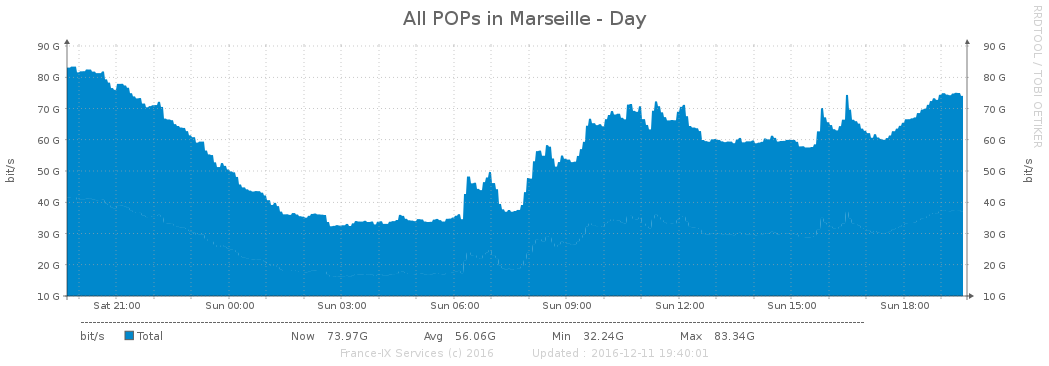 All POPs in Marseille - Day
RRDTOOL / TOBI OETIKER
90 G 90 G
80 G 80 G
70 G 70 G
60 G 60 G
50 G 50 G
40 G 40 G
30 G 30 G
20 G 20 G
10 G 10 G
bit/s bit/s
Sat 21:00 Sun 00:00 Sun 03:00 Sun 06:00 Sun 09:00 Sun 12:00 Sun 15:00 Sun 18:00
bit/s Total Now 73.97G Avg 56.06G Min 32.24G Max 83.34G
France-IX Services (c) 2016 Updated : 2016-12-11 19:40:01